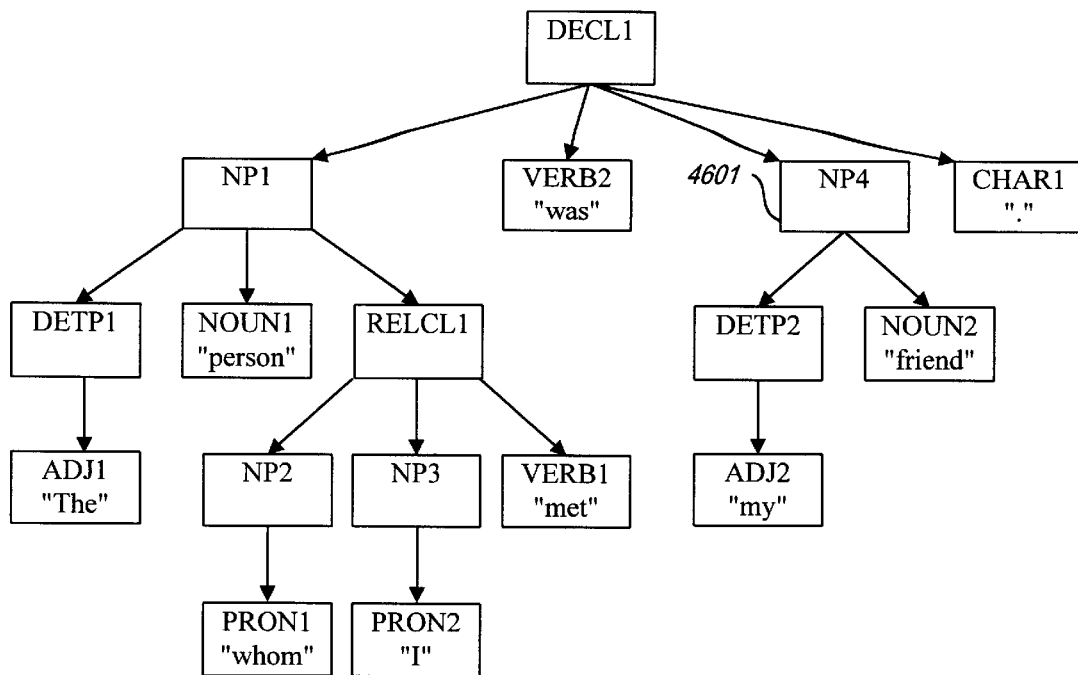 DECL1
NP1
VERB2
"was"
4601
NP4
CHAR1
"."
DETP1
NOUN1
"person"
RELCL1
DETP2
NOUN2
"friend"
ADJ1
"The"
NP2
NP3
VERB1
"met"
ADJ2
"my"
PRON1
"whom"
PRON2
"I"